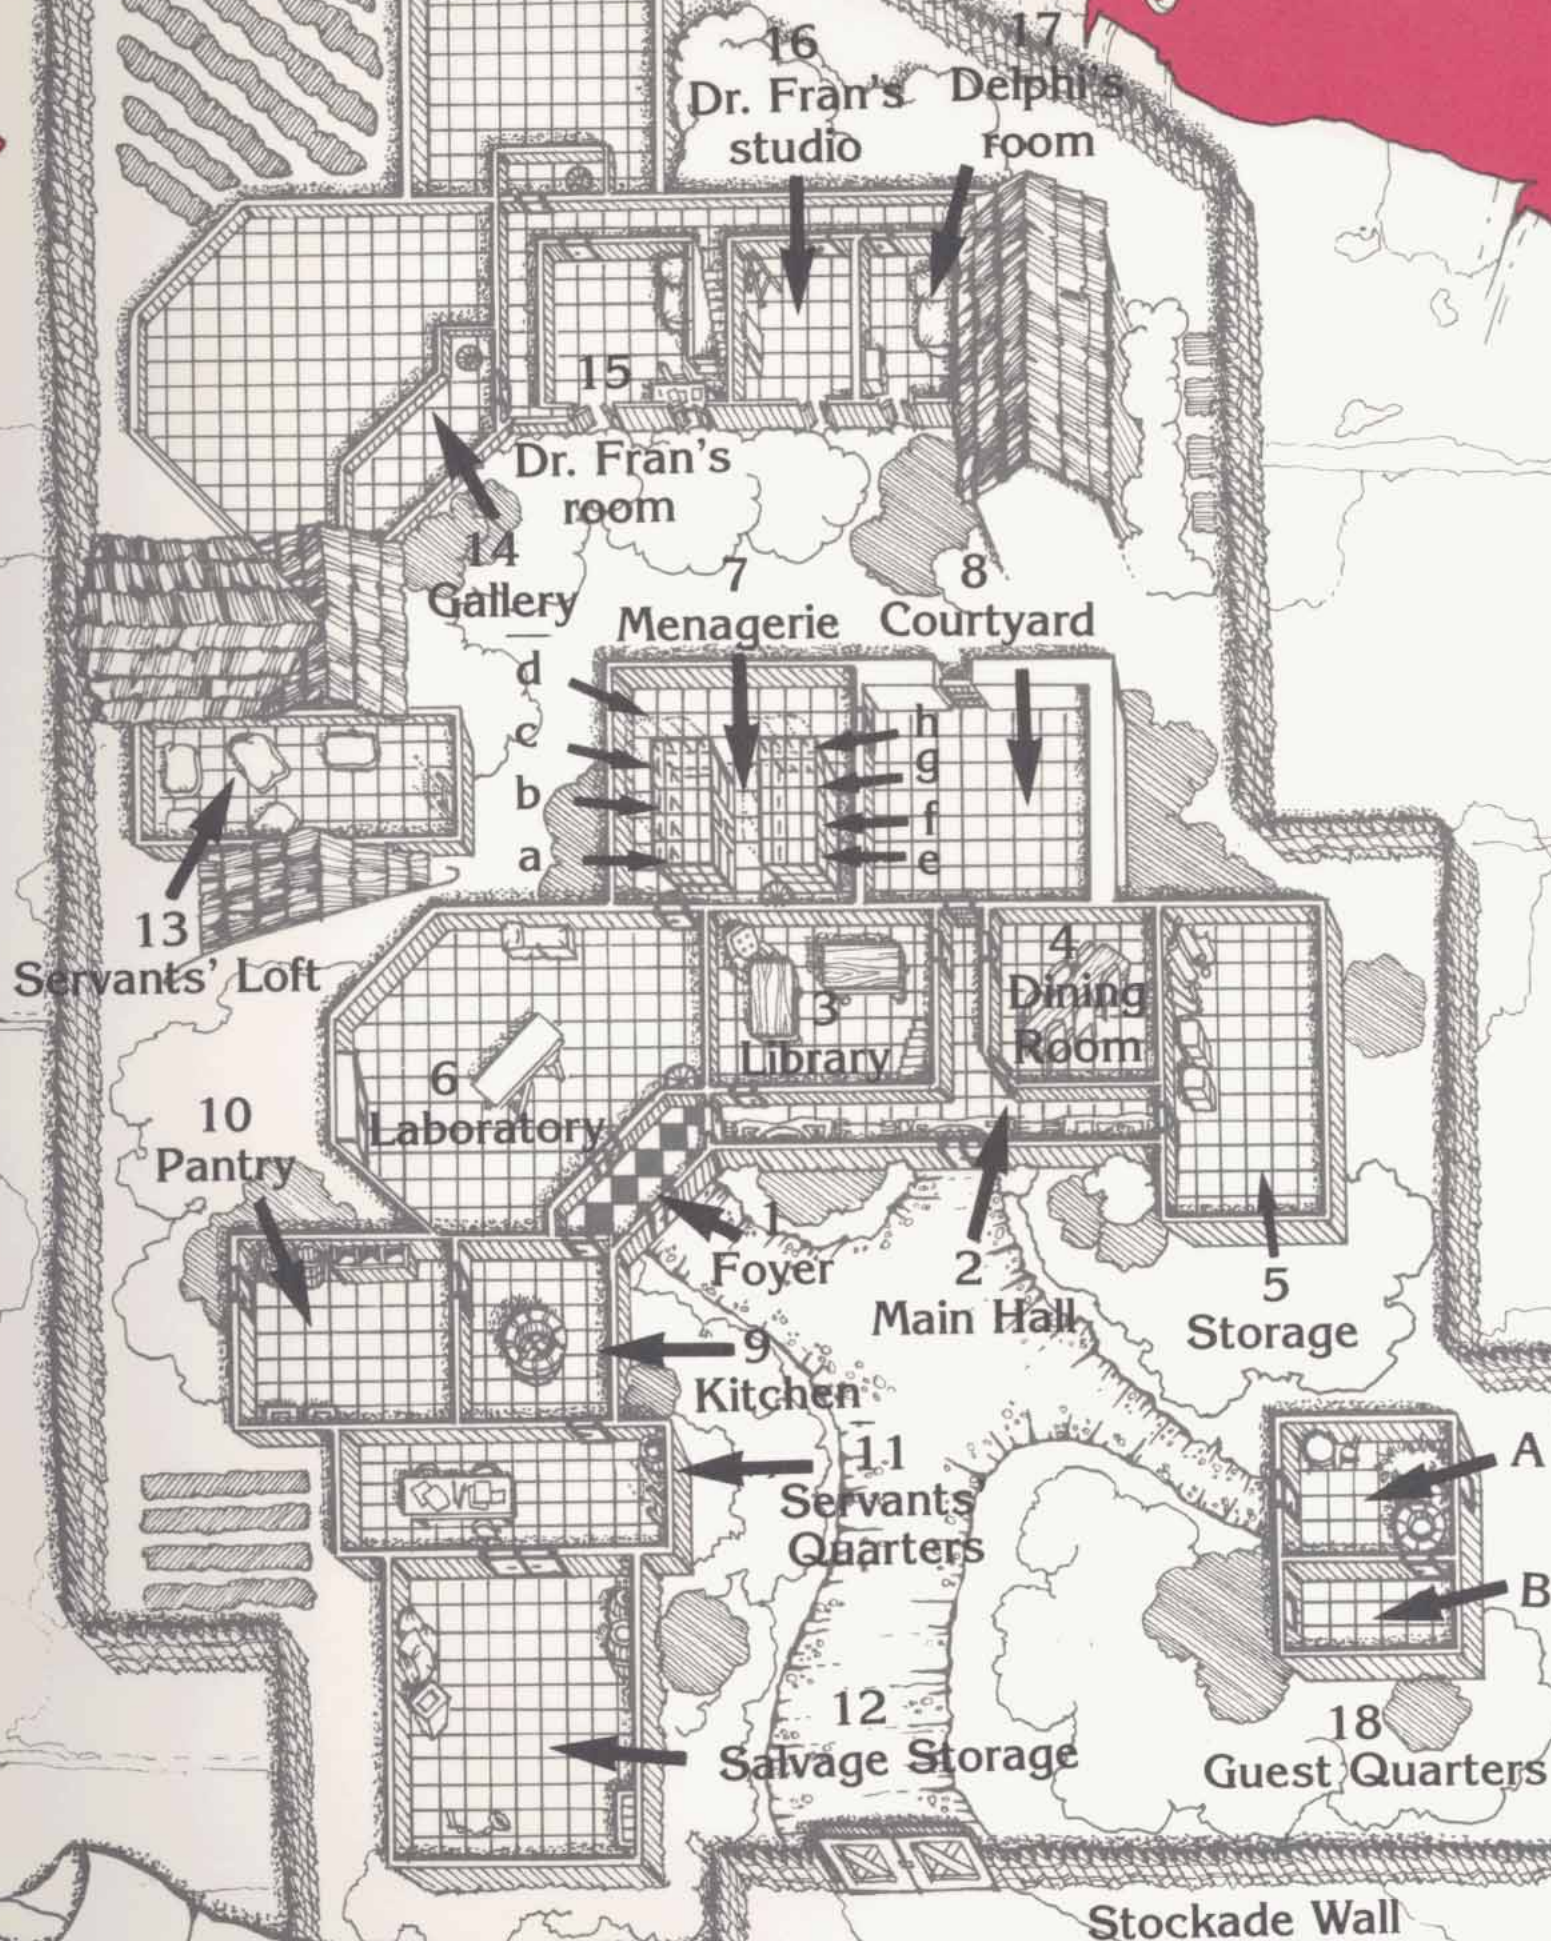 16
Dr. Fran's
studio
17
Delphi's
room
15
Dr. Fran's
room
14
Gallery
7
Menagerie
8
Courtyard
d
c
b
a
h
g
f
e
13
Servants' Loft
3
Library
4
Dining
Room
6
Laboratory
10
Pantry
1
Foyer
2
Main Hall
5
Storage
9
Kitchen
11
Servants'
Quarters
A
B
12
Salvage Storage
18
Guest Quarters
Stockade Wall